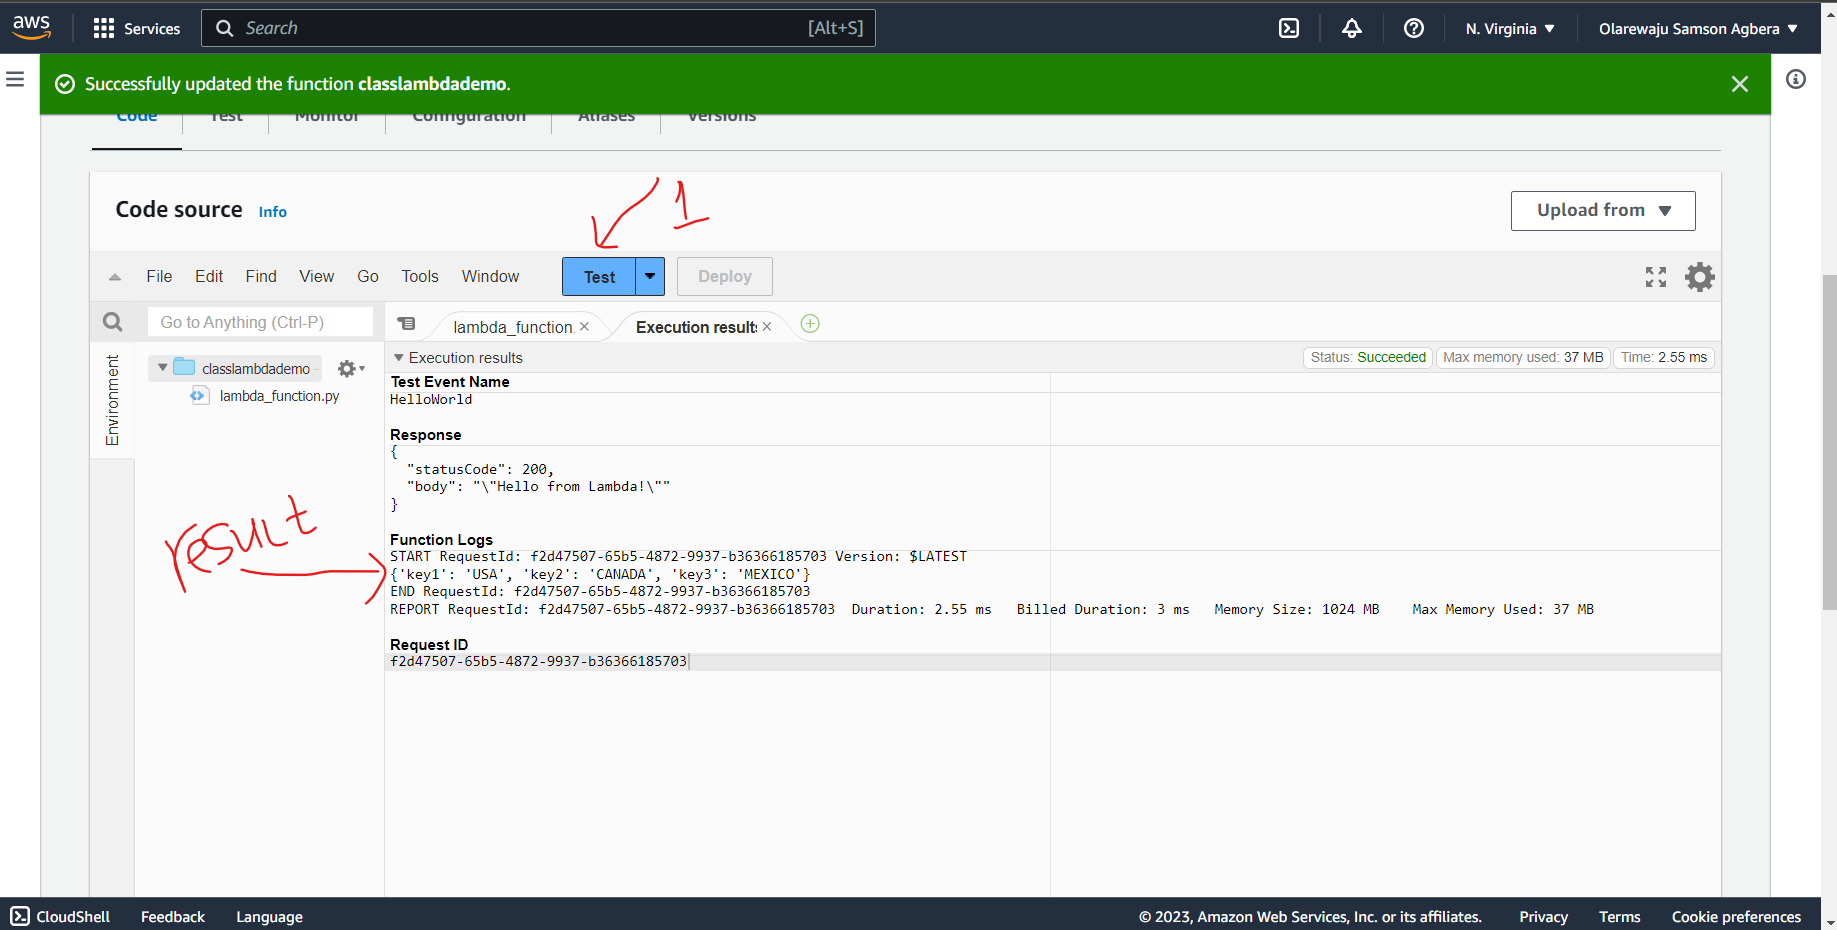 aws Services Search [Alt+S] N. Virginia Olarewaju Samson Agbera
Successfully updated the function classlambdademo.
Code Test Monitor Configuration Aliases Versions
1
Code source Info Upload from
File Edit Find View Go Tools Window Test Deploy
Go to Anything (Ctrl-P) lambda_function. Execution results
Environment
classlambdademo
lambda_function.py
Execution results Status: Succeeded Max memory used: 37 MB Time: 2.55 ms
Test Event Name
HelloWorld
Response
{
"statusCode": 200,
"body": "\"Hello from Lambda!\""
}
result
Function Logs
START RequestId: f2d47507-65b5-4872-9937-b36366185703 Version: $LATEST
{'key1': 'USA', 'key2': 'CANADA', 'key3': 'MEXICO'}
END RequestId: f2d47507-65b5-4872-9937-b36366185703
REPORT RequestId: f2d47507-65b5-4872-9937-b36366185703 Duration: 2.55 ms Billed Duration: 3 ms Memory Size: 1024 MB Max Memory Used: 37 MB
Request ID
f2d47507-65b5-4872-9937-b36366185703
CloudShell Feedback Language © 2023, Amazon Web Services, Inc. or its affiliates. Privacy Terms Cookie preferences